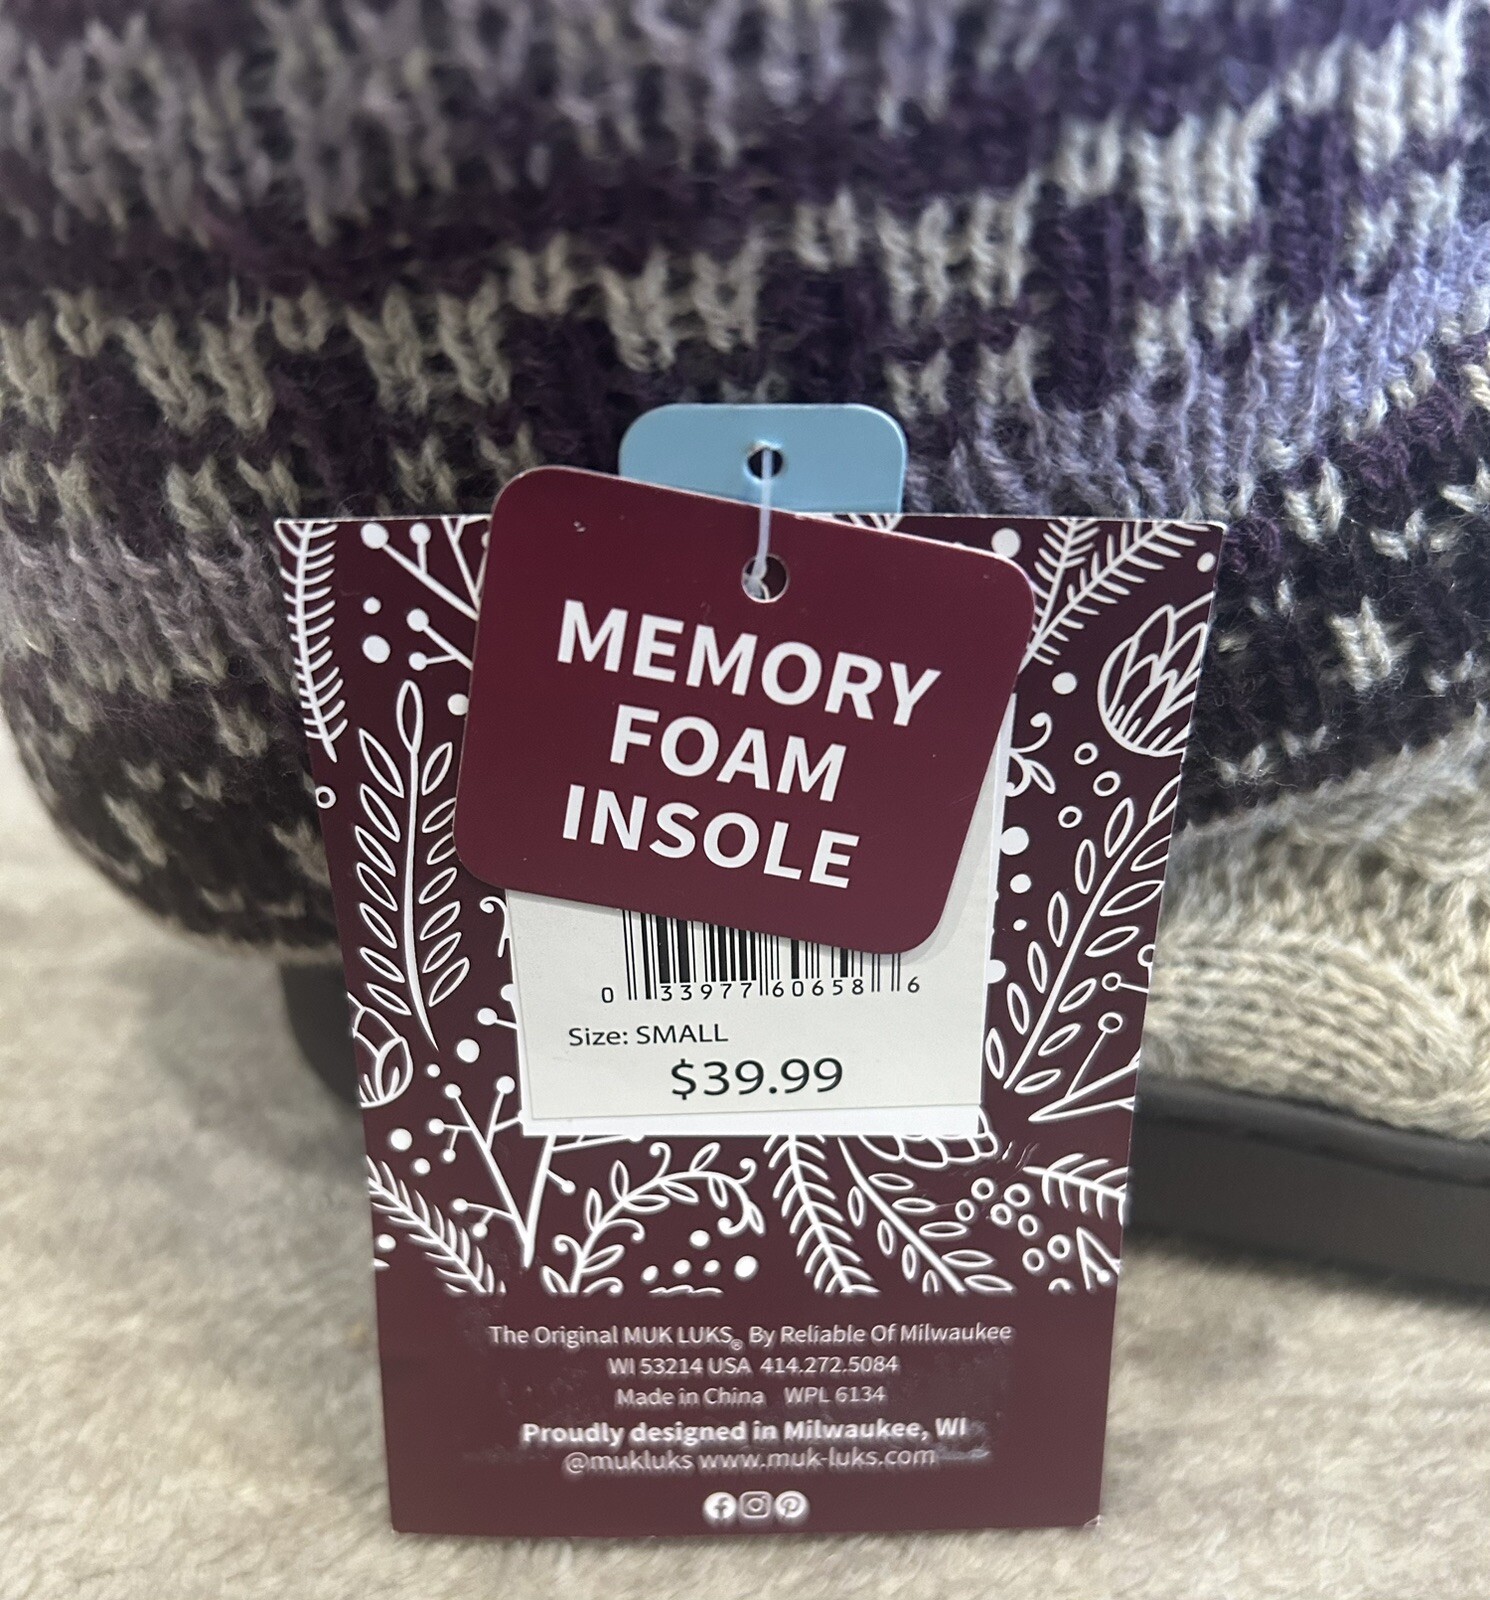 MEMORY
FOAM
INSOLE
0 33977 60658 6
Size: SMALL
$39.99
The Original MUK LUKS® By Reliable Of Milwaukee
WI 53214 USA 414.272.5084
Made in China WPL 6134
Proudly designed in Milwaukee, WI
@mukluks www.muk-luks.com